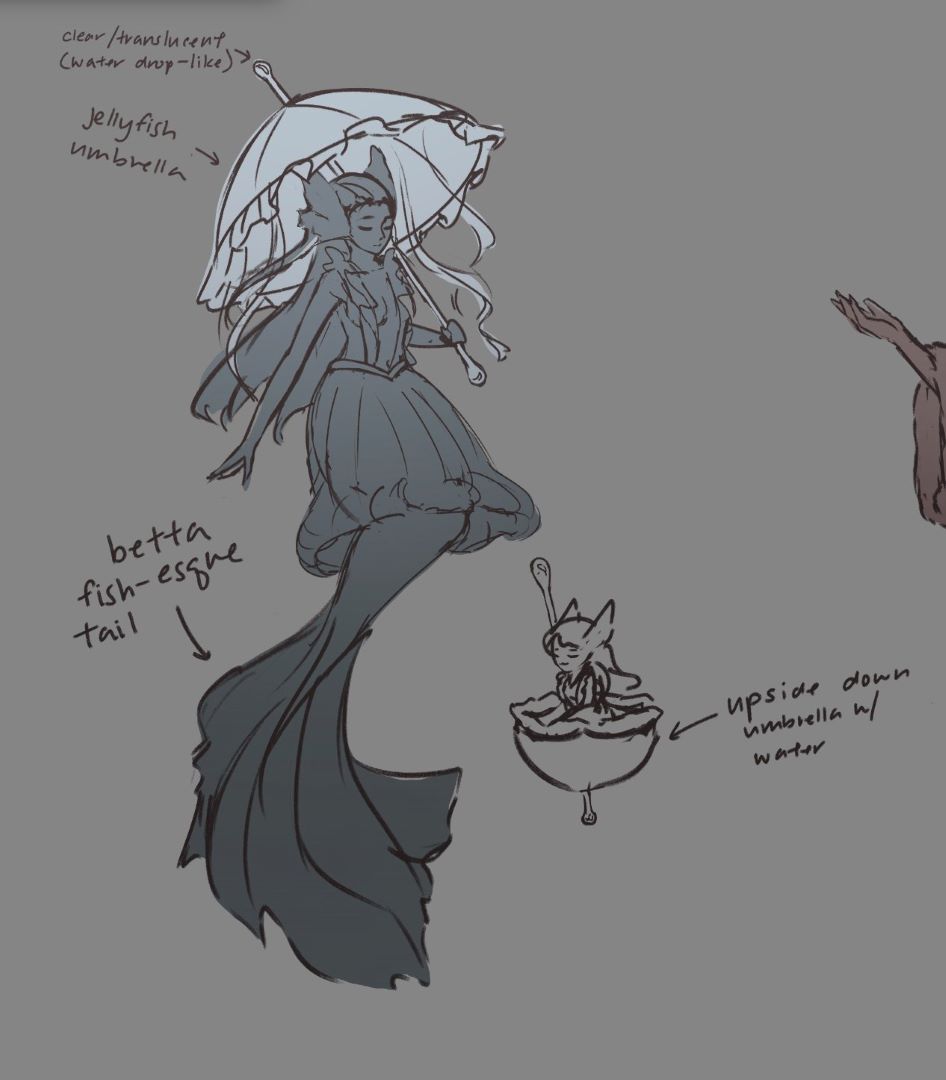 clear/translucent
(water drop-like)
Jellyfish
umbrella
betta
fish-esque
tail
upside down
umbrella w/
water